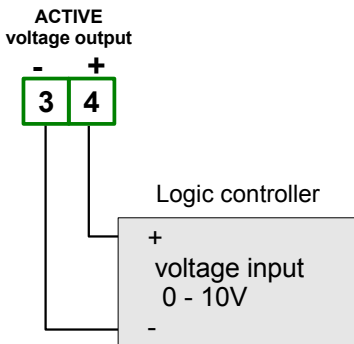 ACTIVE
voltage output
- +
3 4
Logic controller
+
voltage input
0 - 10V
-